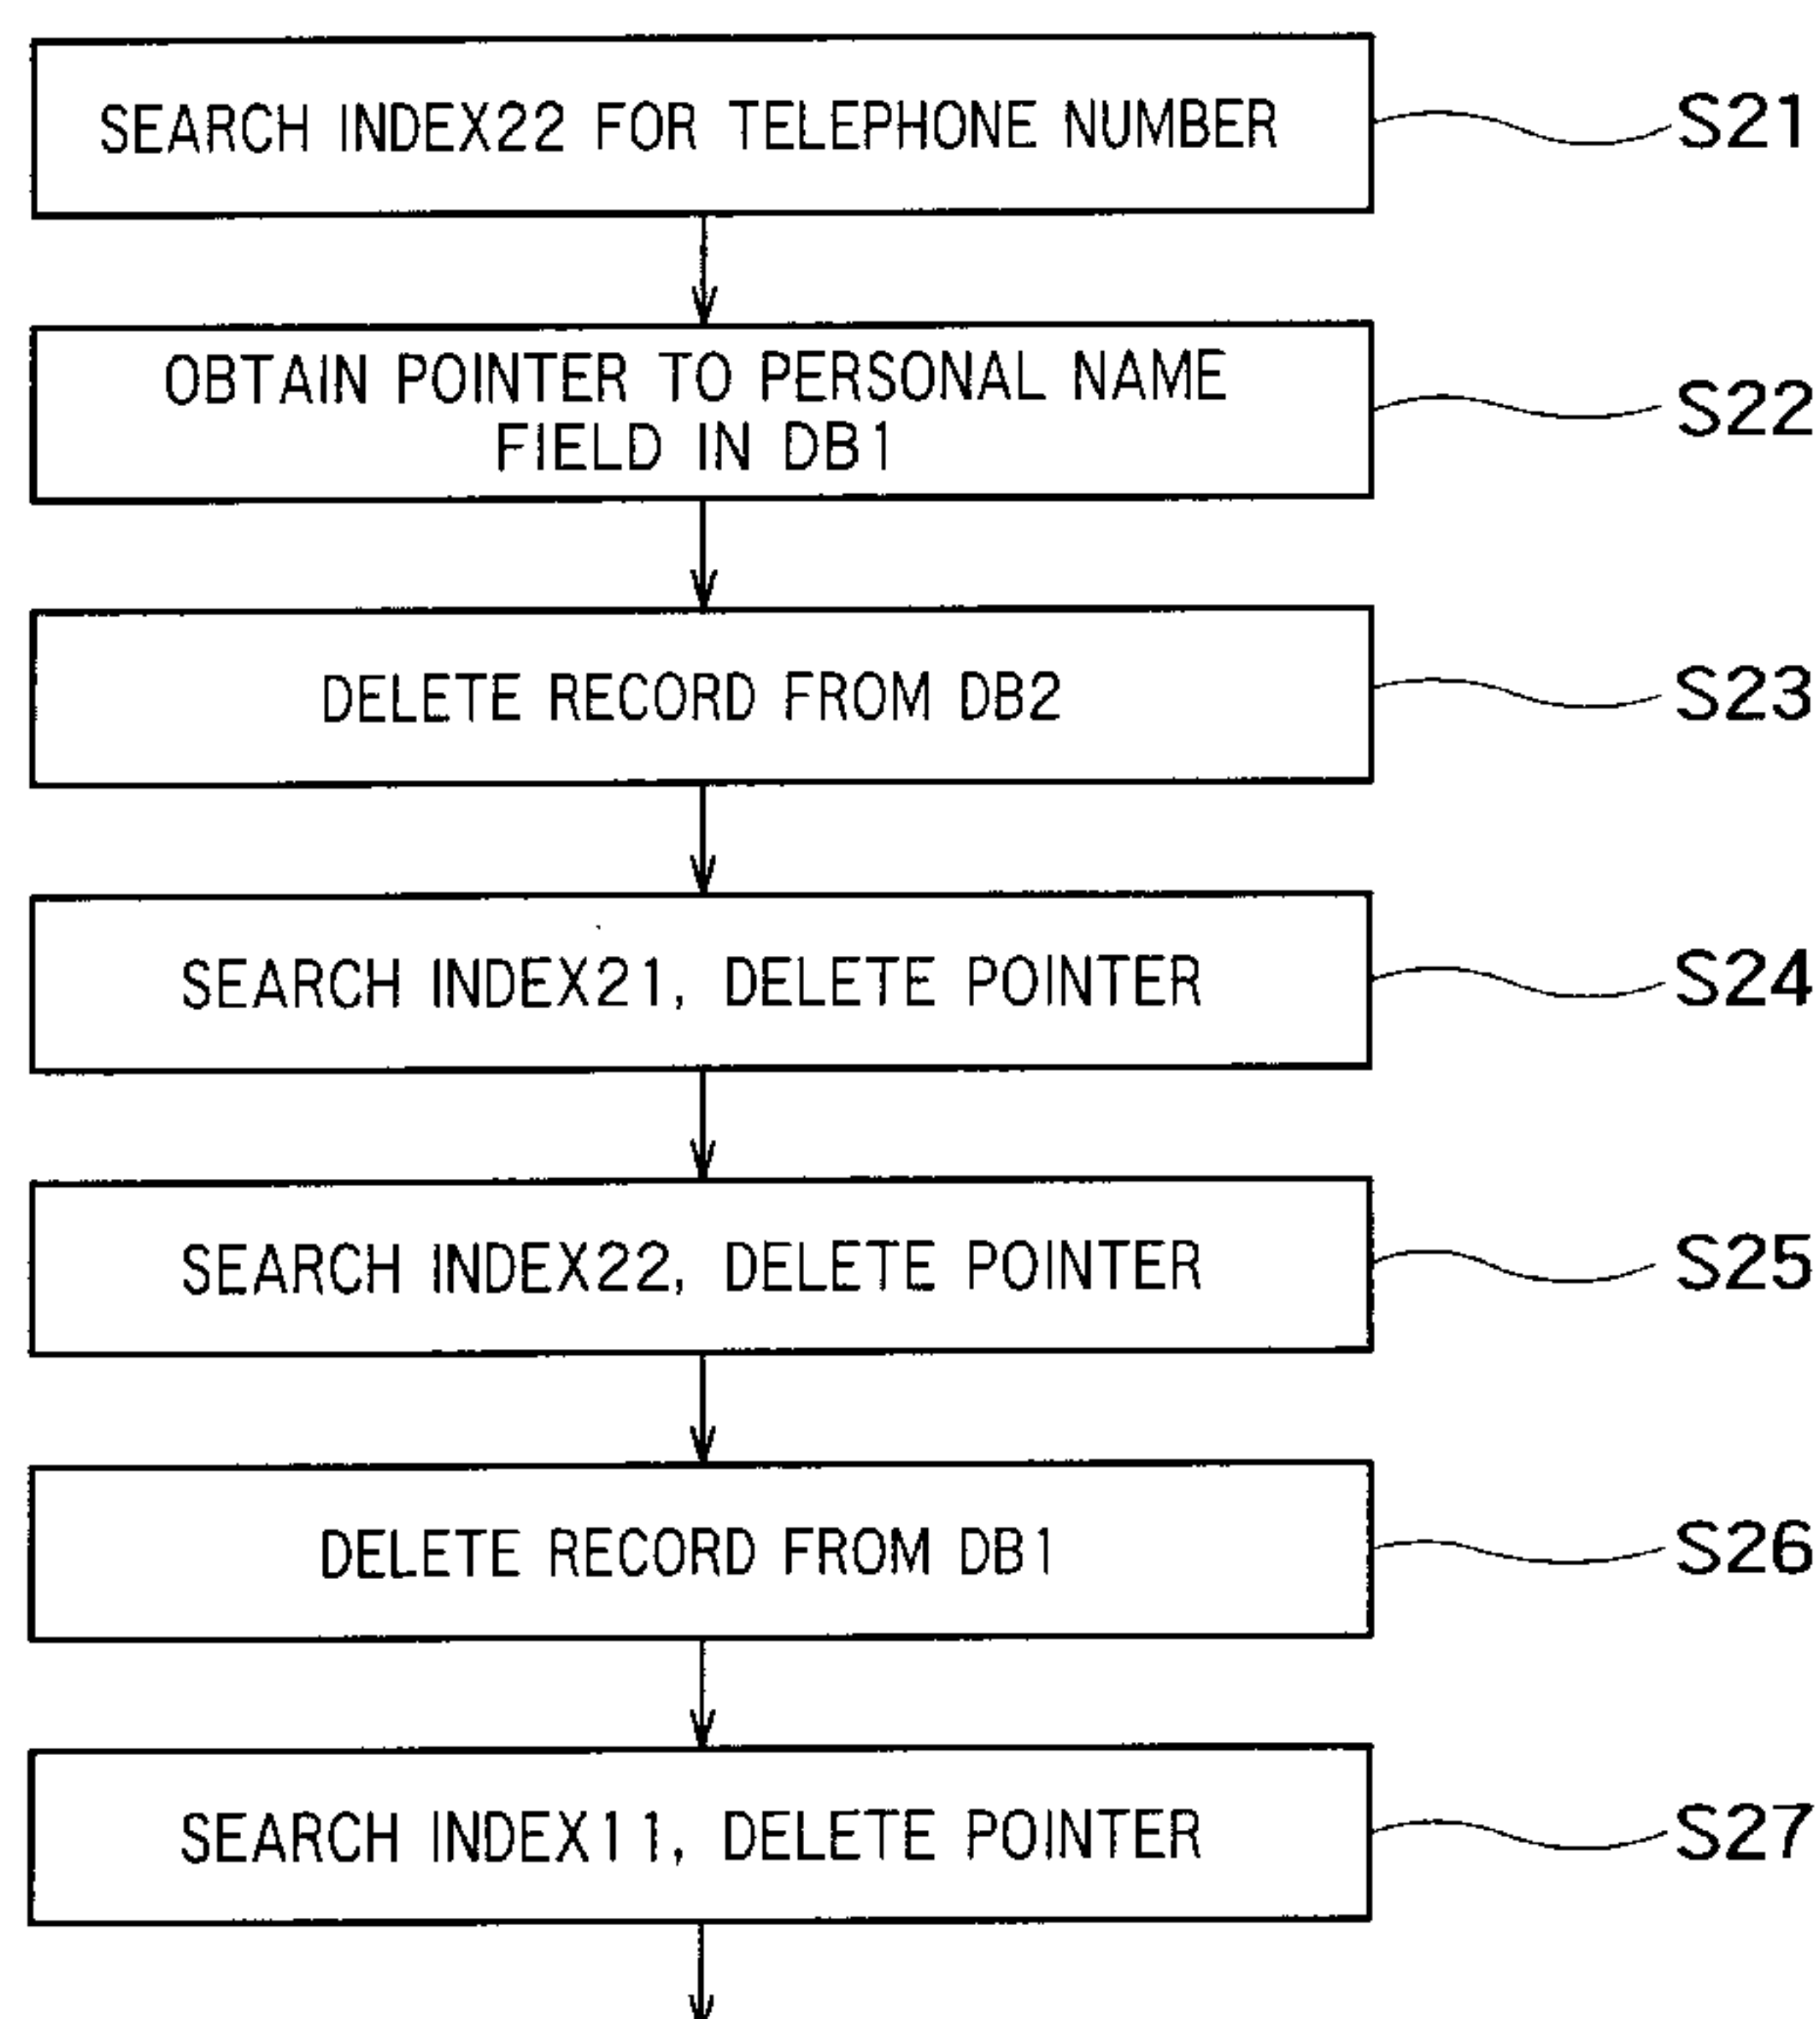 SEARCH INDEX22 FOR TELEPHONE NUMBER
S21
OBTAIN POINTER TO PERSONAL NAME
FIELD IN DB1
S22
DELETE RECORD FROM DB2
S23
SEARCH INDEX21, DELETE POINTER
S24
SEARCH INDEX22, DELETE POINTER
S25
DELETE RECORD FROM DB1
S26
SEARCH INDEX11, DELETE POINTER
S27